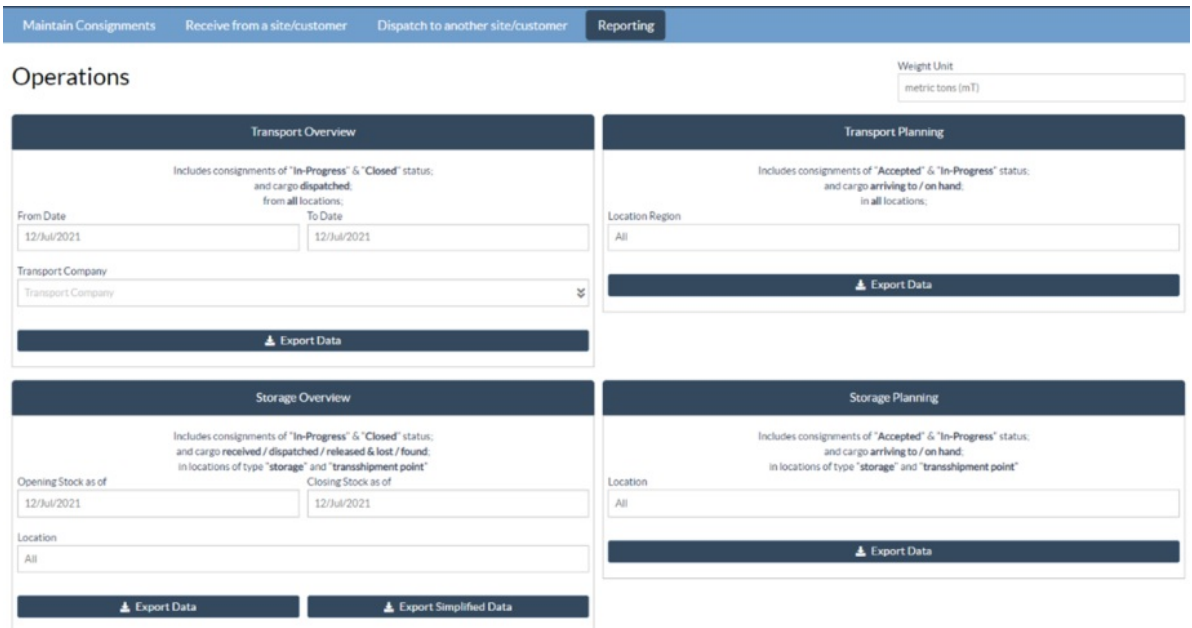 Maintain Consignments Receive from a site/customer Dispatch to another site/customer Reporting
Operations
Weight Unit
metric tons (mT)
Transport Overview
Includes consignments of "In-Progress" & "Closed" status;
and cargo dispatched;
from all locations;
From Date To Date
12/Jul/2021 12/Jul/2021
Transport Company
Transport Company
Export Data
Transport Planning
Includes consignments of "Accepted" & "In-Progress" status;
and cargo arriving to / on hand;
in all locations;
Location Region
All
Export Data
Storage Overview
Includes consignments of "In-Progress" & "Closed" status;
and cargo received / dispatched / released & lost / found;
in locations of type "storage" and "transshipment point"
Opening Stock as of Closing Stock as of
12/Jul/2021 12/Jul/2021
Location
All
Export Data Export Simplified Data
Storage Planning
Includes consignments of "Accepted" & "In-Progress" status;
and cargo arriving to / on hand;
in locations of type "storage" and "transshipment point"
Location
All
Export Data